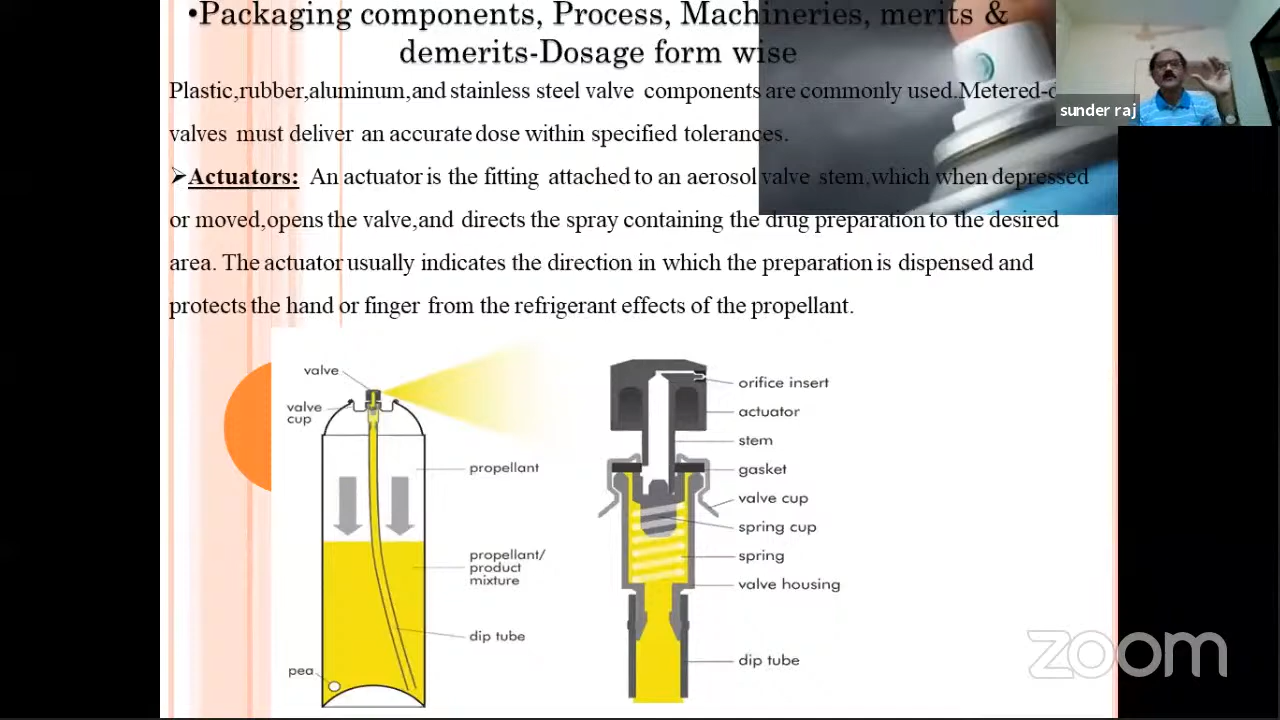 •Packaging components, Process, Machineries, merits &
demerits-Dosage form wise
Plastic,rubber,aluminum,and stainless steel valve components are commonly used.Metered-
valves must deliver an accurate dose within specified tolerances.
➢Actuators: An actuator is the fitting attached to an aerosol valve stem,which when depressed
or moved,opens the valve,and directs the spray containing the drug preparation to the desired
area. The actuator usually indicates the direction in which the preparation is dispensed and
protects the hand or finger from the refrigerant effects of the propellant.
sunder raj
valve
valve
cup
propellant
propellant/
product
mixture
dip tube
pea
orifice insert
actuator
stem
gasket
valve cup
spring cup
spring
valve housing
dip tube
zoom